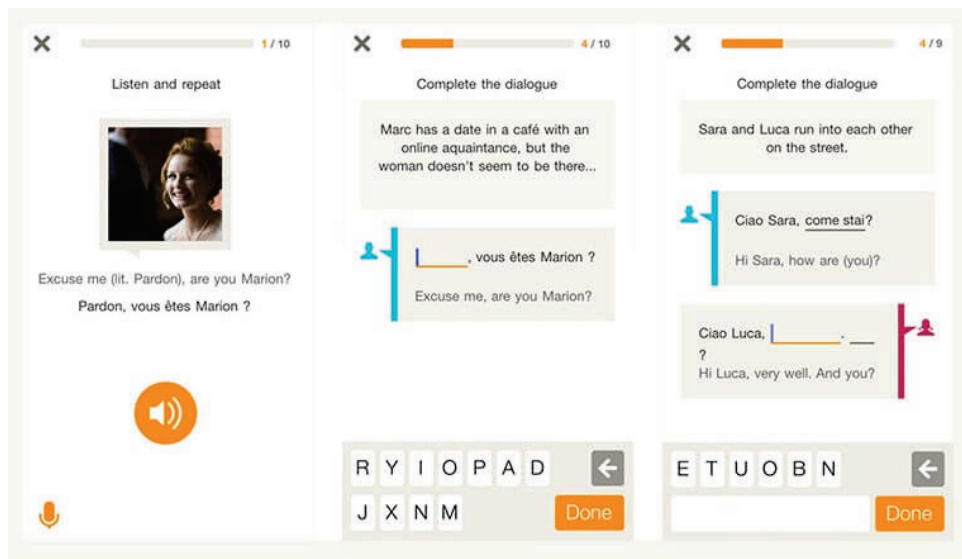 1 / 10
Listen and repeat
Excuse me (lit. Pardon), are you Marion?
Pardon, vous êtes Marion ?
4 / 10
Complete the dialogue
Marc has a date in a café with an
online aquaintance, but the
woman doesn't seem to be there...
, vous êtes Marion ?
Excuse me, are you Marion?
R Y I O P A D
J X N M
Done
4 / 9
Complete the dialogue
Sara and Luca run into each other
on the street.
Ciao Sara, come stai?
Hi Sara, how are (you)?
Ciao Luca, . 
?
Hi Luca, very well. And you?
E T U O B N
Done